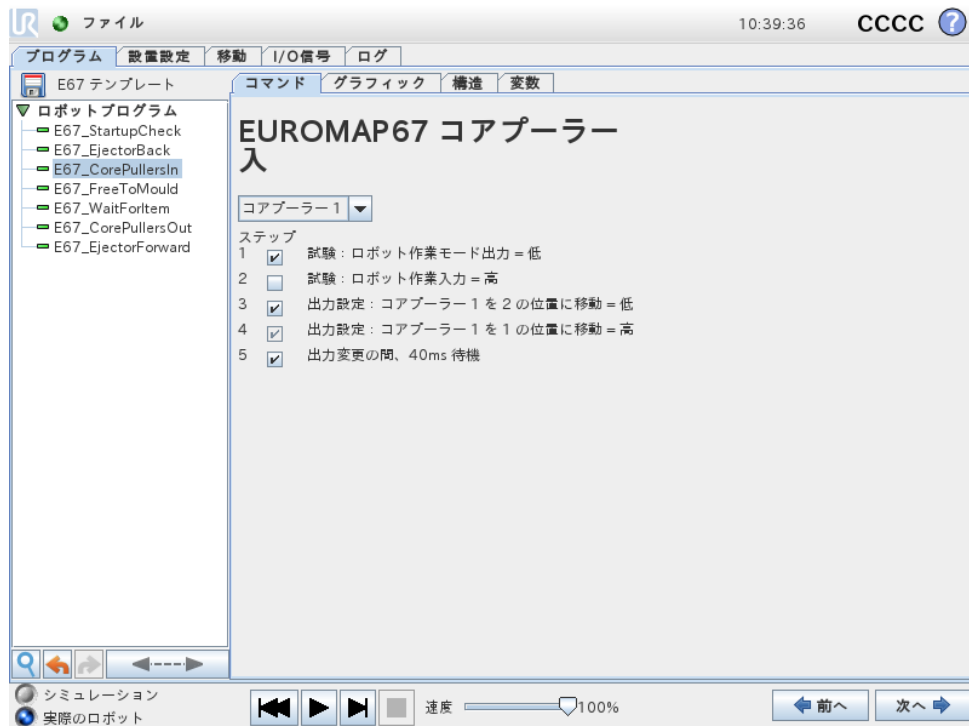 UR ファイル 10:39:36 CCCC ?
プログラム 設置設定 移動 I/O信号 ログ
E67 テンプレート
コマンド グラフィック 構造 変数
ロボットプログラム
E67_StartupCheck
E67_EjectorBack
E67_CorePullersIn
E67_FreeToMould
E67_WaitForItem
E67_CorePullersOut
E67_EjectorForward
EUROMAP67 コアプーラー
入
コアプーラー 1
ステップ
1 試験：ロボット作業モード出力 = 低
2 試験：ロボット作業入力 = 高
3 出力設定：コアプーラー 1 を 2 の位置に移動 = 低
4 出力設定：コアプーラー 1 を 1 の位置に移動 = 高
5 出力変更の間、40ms 待機
シミュレーション
実際のロボット
速度 100%
前へ 次へ